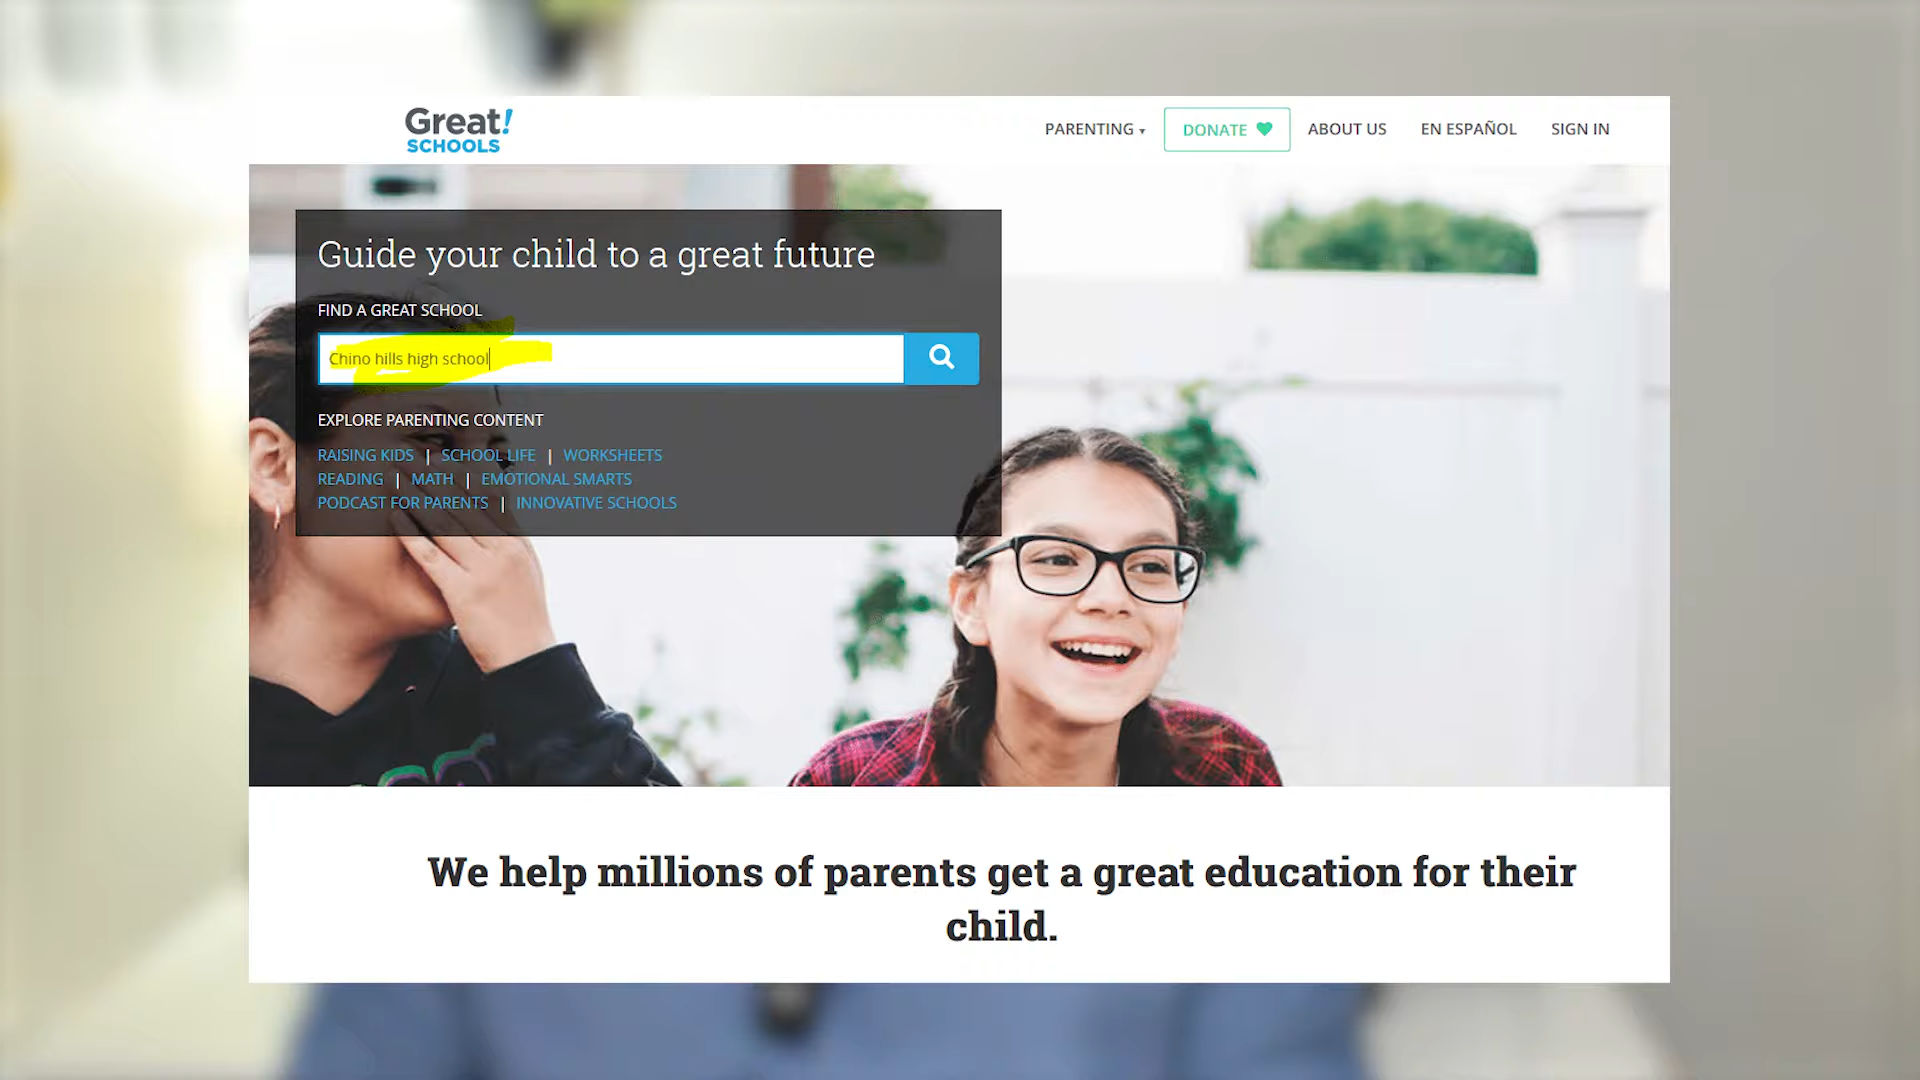 Great!
SCHOOLS
PARENTING ▾ DONATE ABOUT US EN ESPAÑOL SIGN IN
Guide your child to a great future
FIND A GREAT SCHOOL
Chino hills high school
EXPLORE PARENTING CONTENT
RAISING KIDS | SCHOOL LIFE | WORKSHEETS
READING | MATH | EMOTIONAL SMARTS
PODCAST FOR PARENTS | INNOVATIVE SCHOOLS
We help millions of parents get a great education for their
child.